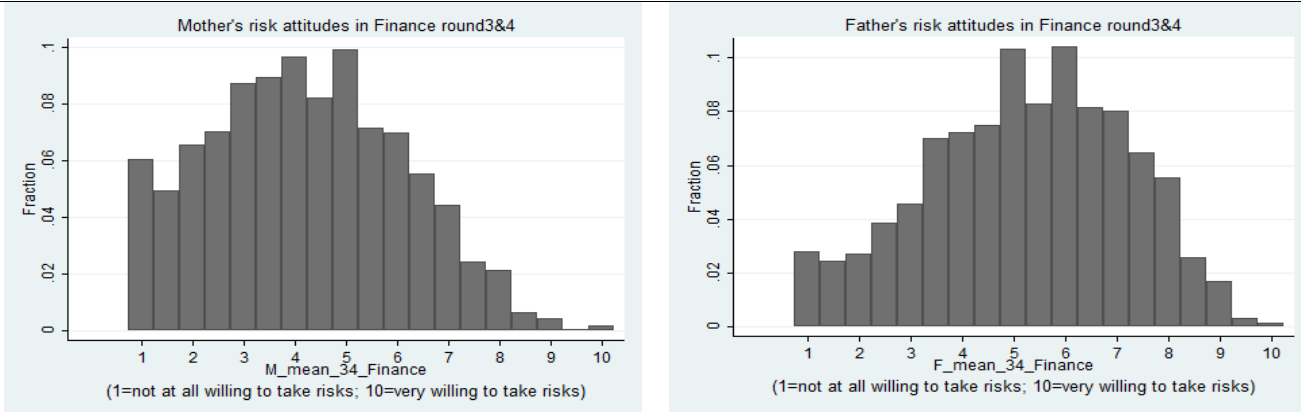 Mother's risk attitudes in Finance round3&4
Fraction
.1
.08
.06
.04
.02
0
1 2 3 4 5 6 7 8 9 10
M_mean_34_Finance
(1=not at all willing to take risks; 10=very willing to take risks)
Father's risk attitudes in Finance round3&4
Fraction
.1
.08
.06
.04
.02
0
1 2 3 4 5 6 7 8 9 10
F_mean_34_Finance
(1=not at all willing to take risks; 10=very willing to take risks)